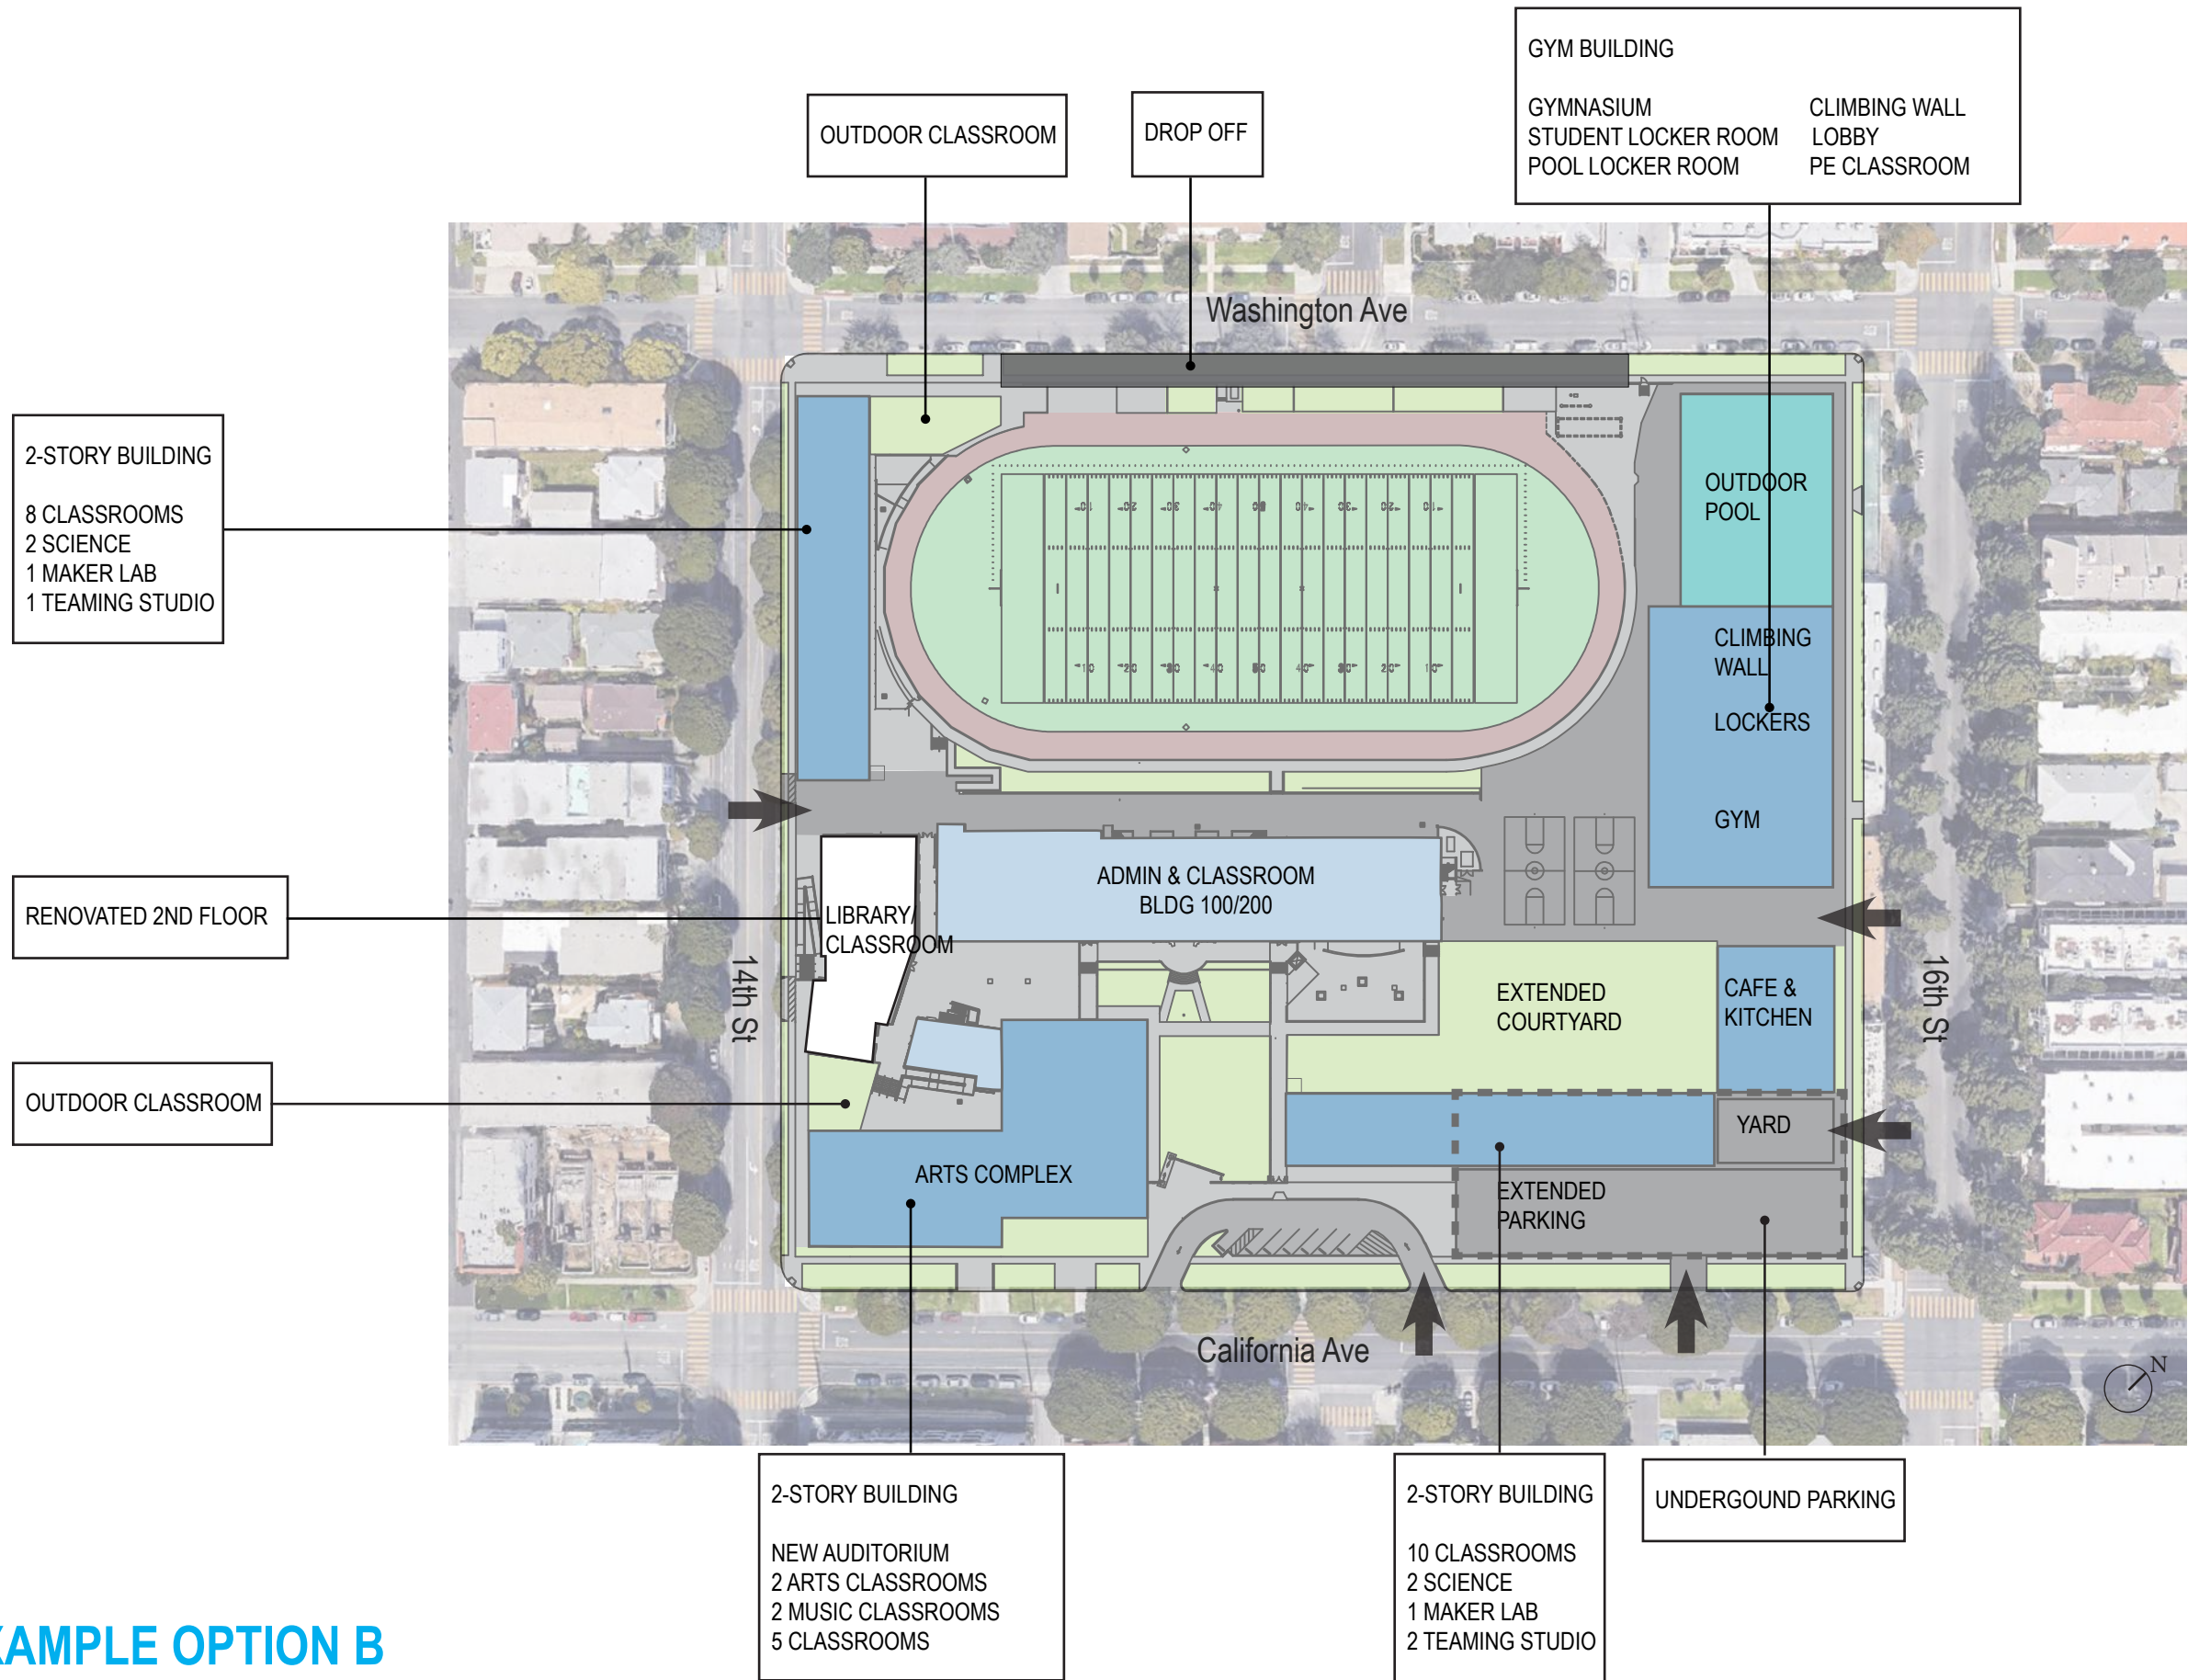 GYM BUILDING
GYMNASIUM CLIMBING WALL
STUDENT LOCKER ROOM LOBBY
POOL LOCKER ROOM PE CLASSROOM
OUTDOOR CLASSROOM
DROP OFF
Washington Ave
2-STORY BUILDING
8 CLASSROOMS
2 SCIENCE
1 MAKER LAB
1 TEAMING STUDIO
OUTDOOR
POOL
CLIMBING
WALL
LOCKERS
GYM
ADMIN & CLASSROOM
BLDG 100/200
RENOVATED 2ND FLOOR
LIBRARY/
CLASSROOM
14th St
16th St
EXTENDED
COURTYARD
CAFE &
KITCHEN
OUTDOOR CLASSROOM
YARD
ARTS COMPLEX
EXTENDED
PARKING
California Ave
N
2-STORY BUILDING
NEW AUDITORIUM
2 ARTS CLASSROOMS
2 MUSIC CLASSROOMS
5 CLASSROOMS
2-STORY BUILDING
10 CLASSROOMS
2 SCIENCE
1 MAKER LAB
2 TEAMING STUDIO
UNDERGOUND PARKING
XAMPLE OPTION B